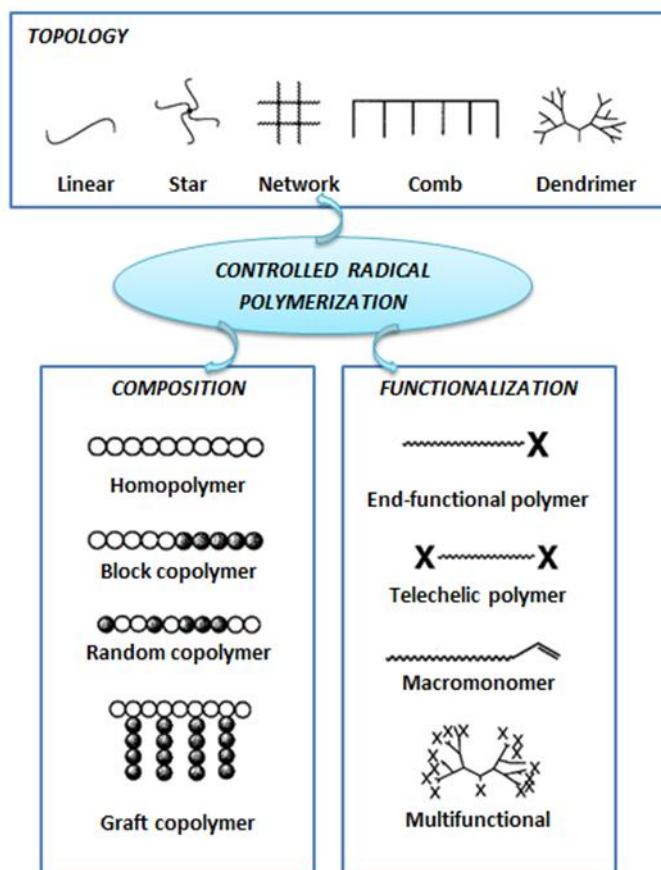 TOPOLOGY
Linear Star Network Comb Dendrimer
CONTROLLED RADICAL
POLYMERIZATION
COMPOSITION
Homopolymer
Block copolymer
Random copolymer
Graft copolymer
FUNCTIONALIZATION
X
End-functional polymer
X X
Telechelic polymer
Macromonomer
X X X X X X X X X X X X X X X
Multifunctional